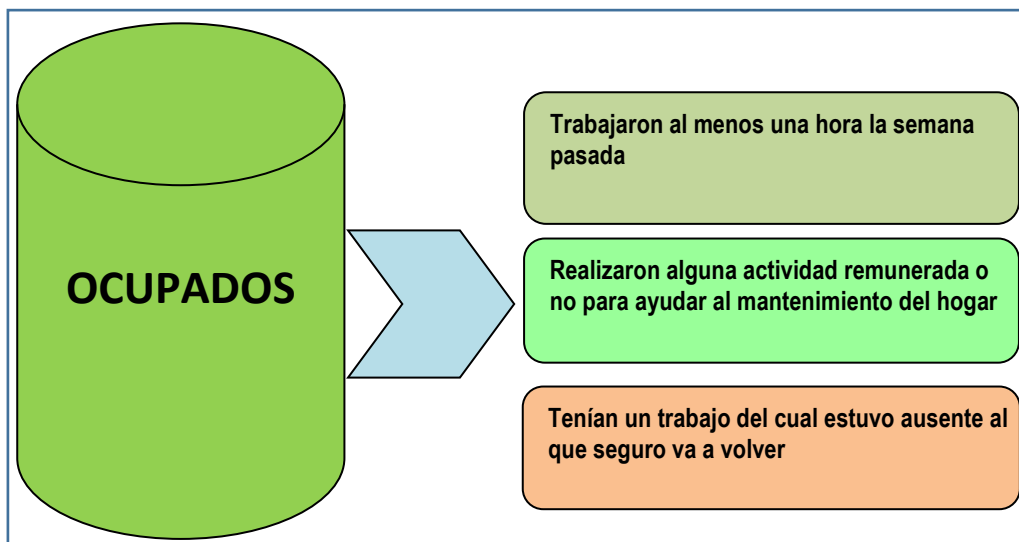 OCUPADOS
Trabajaron al menos una hora la semana
pasada
Realizaron alguna actividad remunerada o
no para ayudar al mantenimiento del hogar
Tenían un trabajo del cual estuvo ausente al
que seguro va a volver